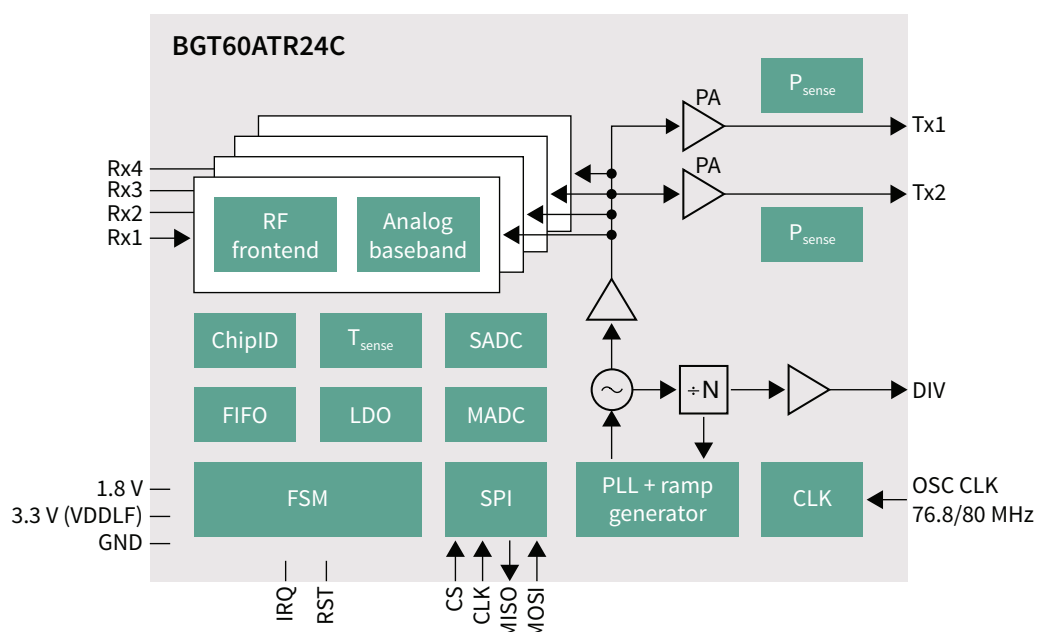 BGT60ATR24C
Psense
PA
Tx1
PA
Tx2
Psense
Rx4
Rx3
Rx2
Rx1
RF
frontend
Analog
baseband
ChipID
Tsense
SADC
FIFO
LDO
MADC
÷N
DIV
FSM
SPI
PLL + ramp
generator
CLK
1.8 V
3.3 V (VDDLF)
GND
OSC CLK
76.8/80 MHz
IRQ
RST
CS
CLK
MISO
MOSI